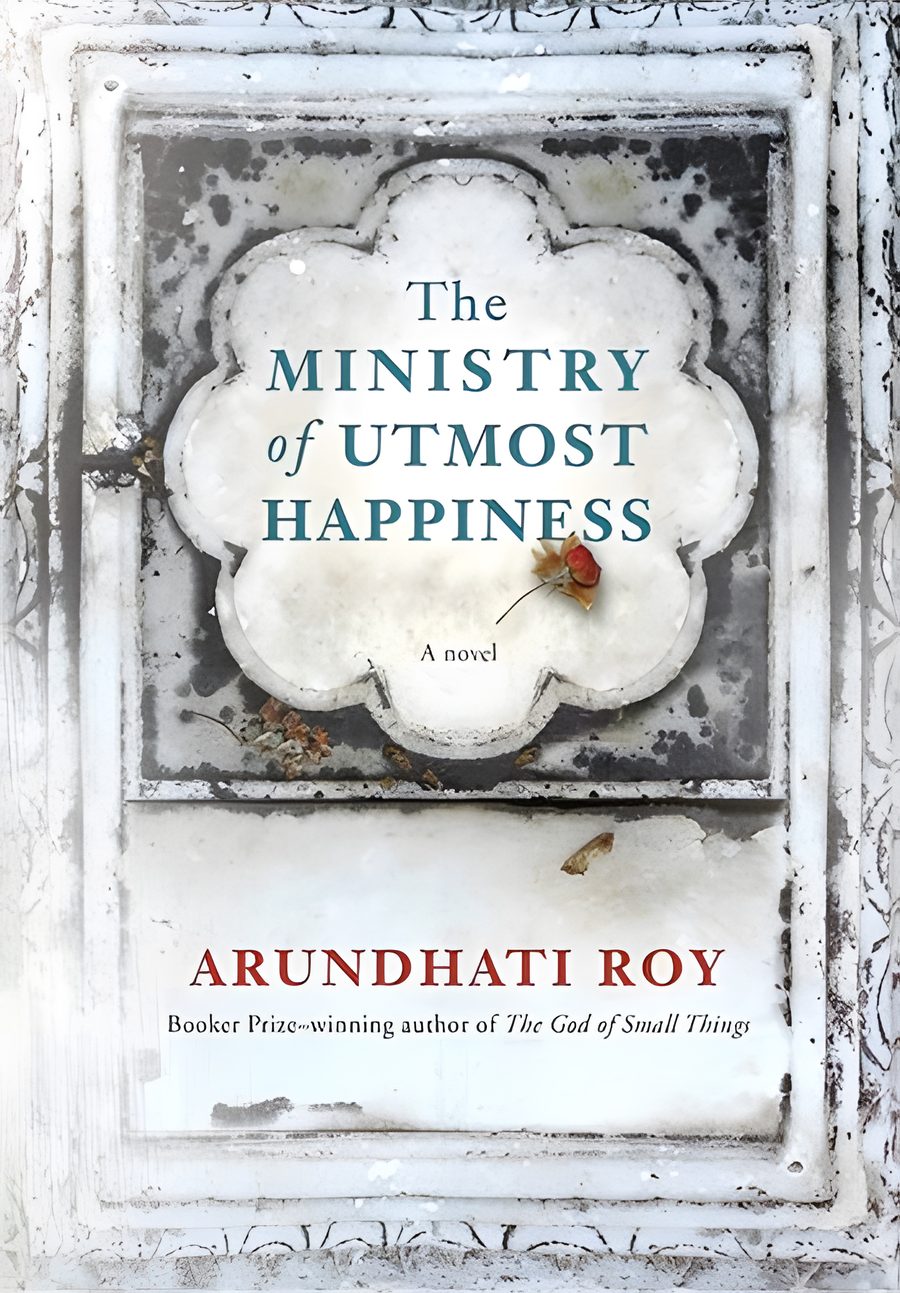 The
MINISTRY
of UTMOST
HAPPINESS
A novel
ARUNDHATI ROY
Booker Prize–winning author of The God of Small Things